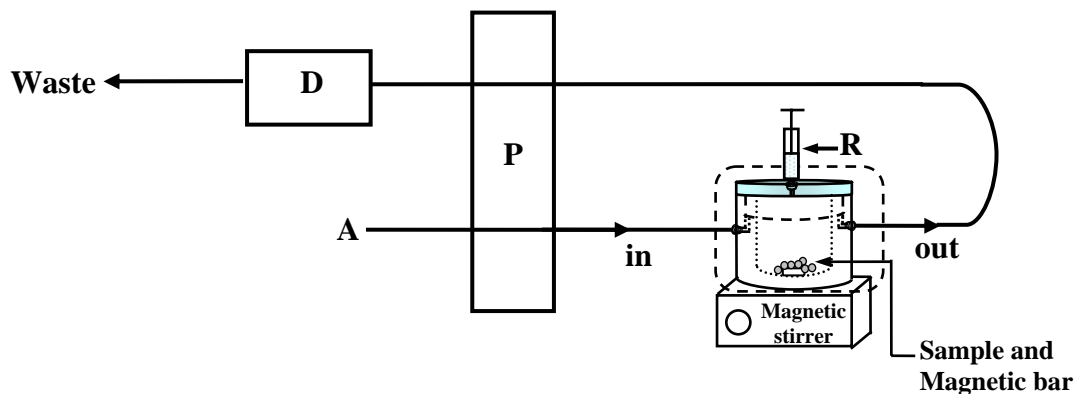 Waste
D
P
R
A
in
out
Magnetic
stirrer
Sample and
Magnetic bar